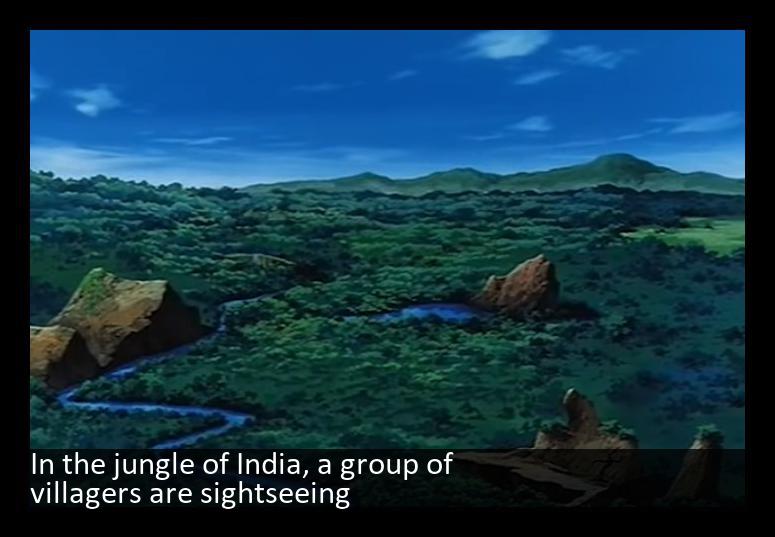 In the jungle of India, a group of
villagers are sightseeing